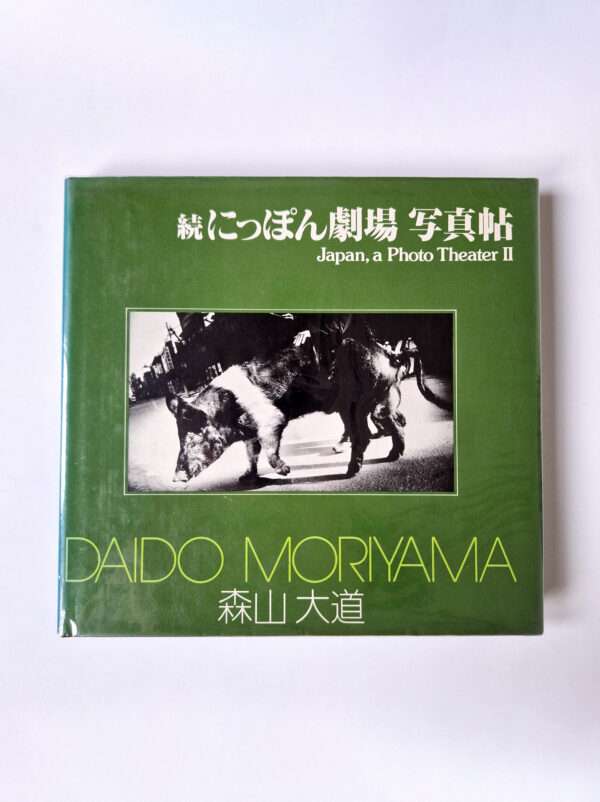 続 にっぽん劇場 写真帖
Japan, a Photo Theater II
DAIDO MORIYAMA
森山 大道